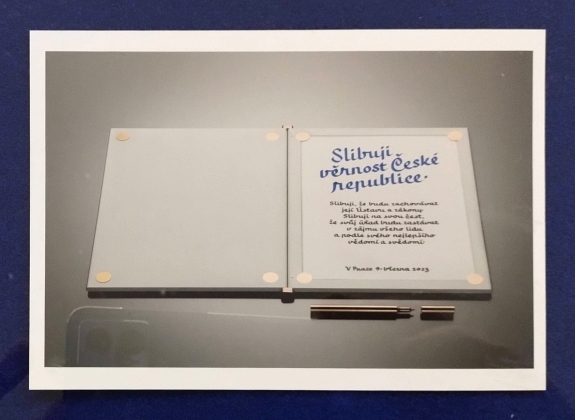 Slibuji
věrnost České
republice.
Slibuji, že budu zachovávat
její Ústavu a zákony.
Slibuji na svou čest,
že svůj úřad budu zastávat
v zájmu všeho lidu
a podle svého nejlepšího
vědomí a svědomí
V Praze 9. března 2023